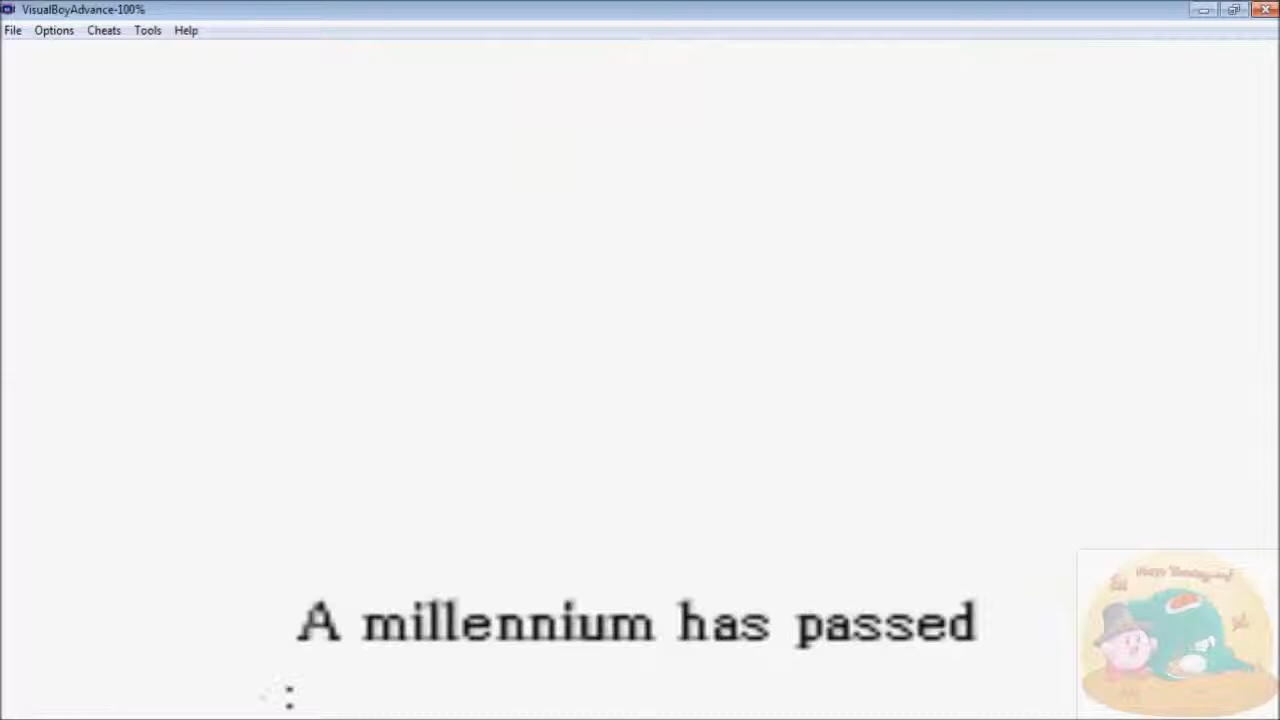 VisualBoyAdvance-100%
File Options Cheats Tools Help
A millennium has passed
: